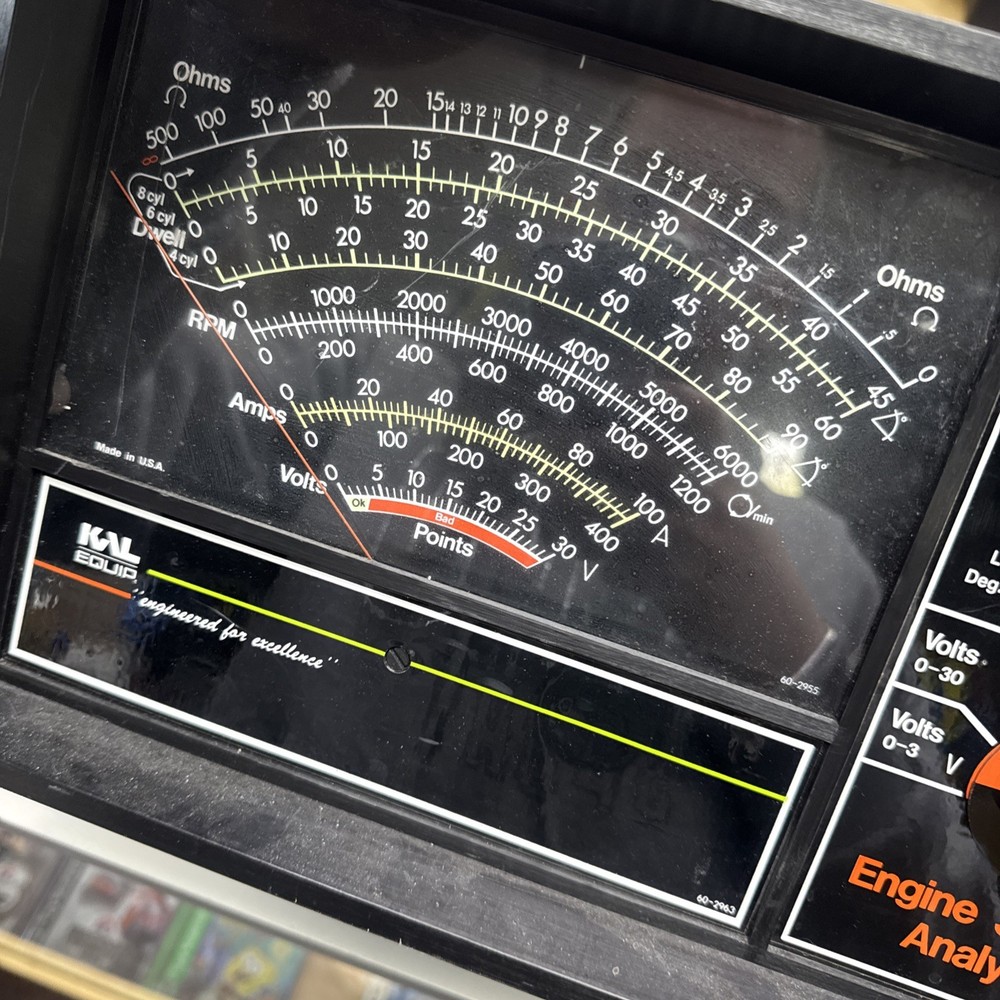 Ohms
Ω
500 100 50 40 30 20 15 14 13 12 11 10 9 8 7 6 5 4.5 4 3.5 3 2.5 2 1.5 1 .5 0
∞
Ohms
Ω
0 5 10 15 20 25 30 35 40 45
8 cyl
6 cyl
0 5 10 15 20 25 30 35 40 45 50 55 60
Dwell
4 cyl
0 10 20 30 40 50 60 70 80 90
RPM
0 1000 2000 3000 4000 5000 6000
0 200 400 600 800 1000 1200
/min
Amps
0 20 40 60 80 100
A
0 100 200 300 400
Volts
0 5 10 15 20 25 30
V
Ok Bad
Points
Made in U.S.A.
60-2955
KAL
EQUIP.
"engineered for excellence"
60-2963
Deg
Volts
0-30
Volts
0-3 V
Engine
Analy